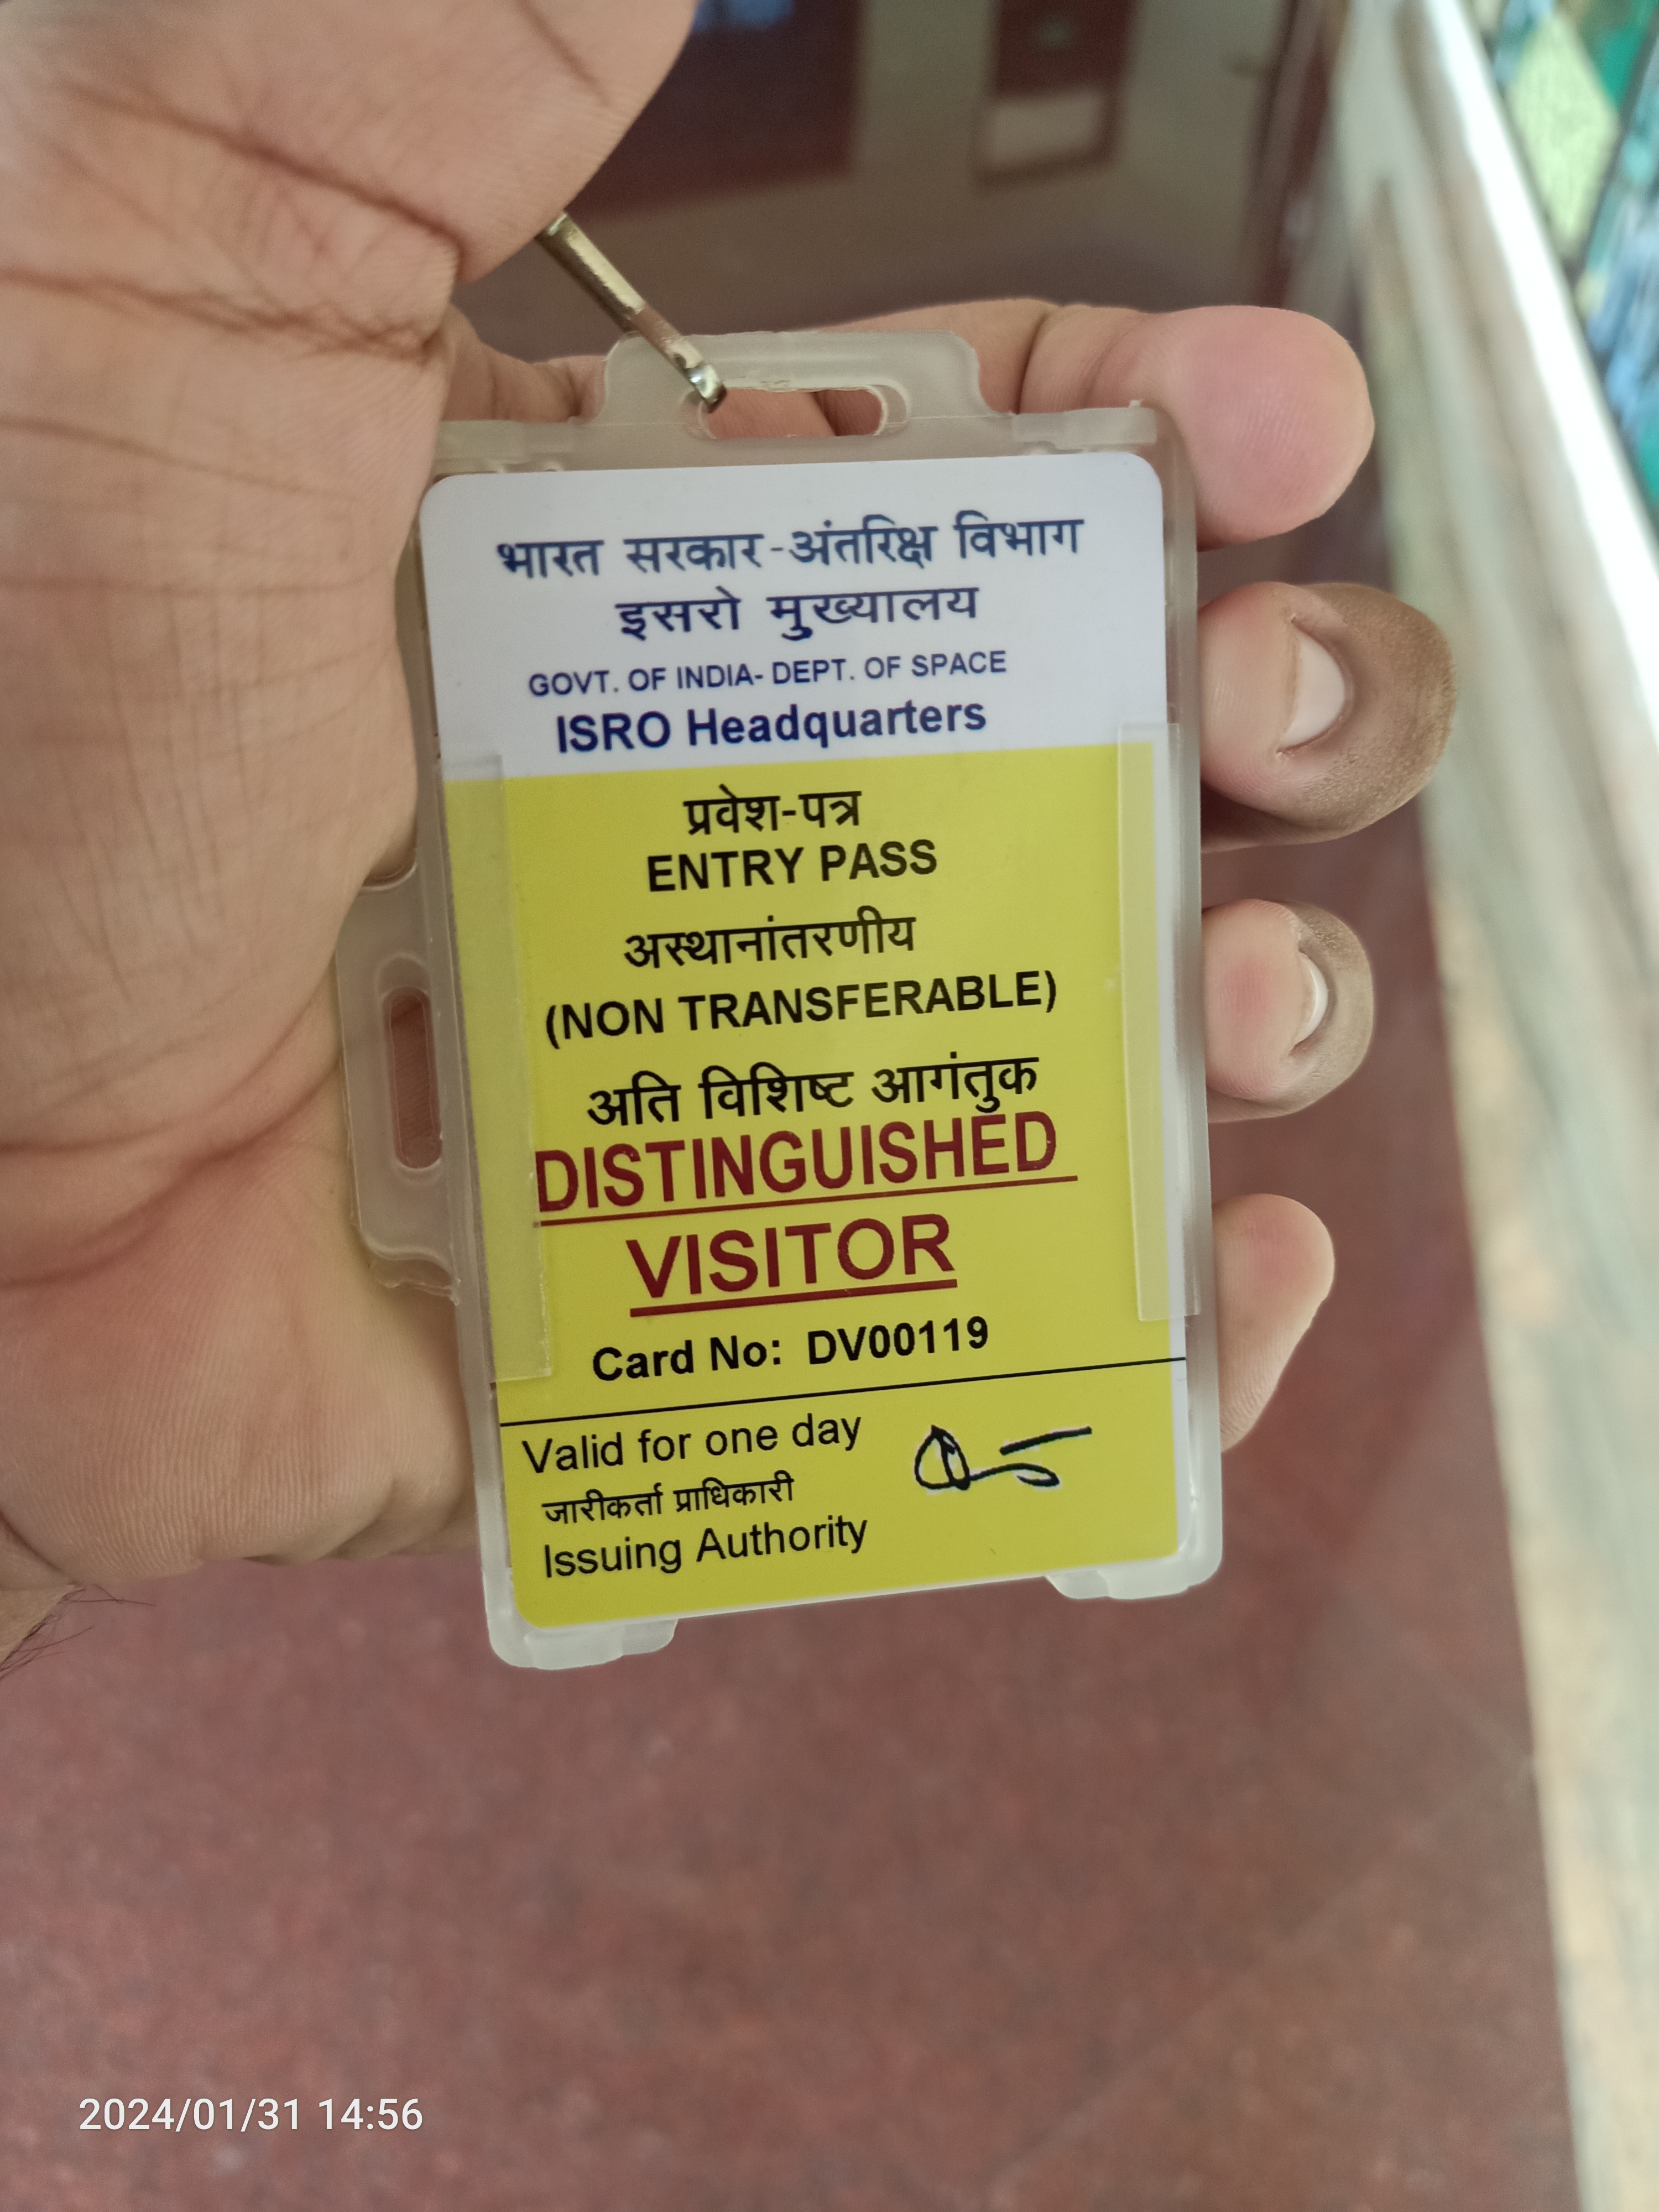 भारत सरकार-अंतरिक्ष विभाग
इसरो मुख्यालय
GOVT. OF INDIA- DEPT. OF SPACE
ISRO Headquarters
प्रवेश-पत्र
ENTRY PASS
अस्थानांतरणीय
(NON TRANSFERABLE)
अति विशिष्ट आगंतुक
DISTINGUISHED
VISITOR
Card No: DV00119
Valid for one day
जारीकर्ता प्राधिकारी
Issuing Authority
2024/01/31 14:56